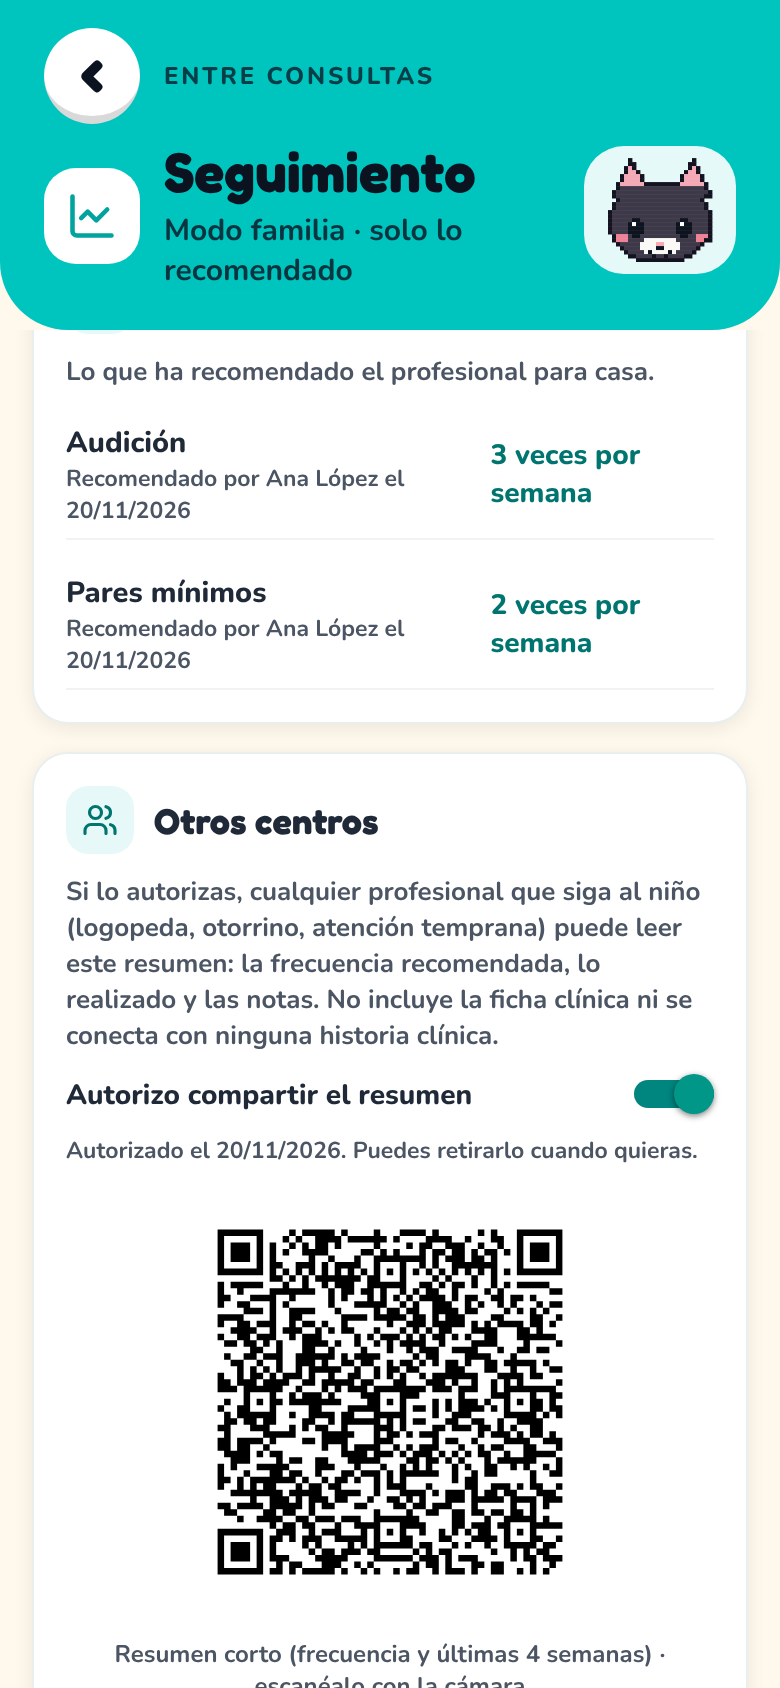 ENTRE CONSULTAS
Seguimiento
Modo familia · solo lo
recomendado
Lo que ha recomendado el profesional para casa.
Audición
Recomendado por Ana López el
20/11/2026
3 veces por
semana
Pares mínimos
Recomendado por Ana López el
20/11/2026
2 veces por
semana
Otros centros
Si lo autorizas, cualquier profesional que siga al niño
(logopeda, otorrino, atención temprana) puede leer
este resumen: la frecuencia recomendada, lo
realizado y las notas. No incluye la ficha clínica ni se
conecta con ninguna historia clínica.
Autorizo compartir el resumen
Autorizado el 20/11/2026. Puedes retirarlo cuando quieras.
Resumen corto (frecuencia y últimas 4 semanas) ·
escanéalo con la cámara